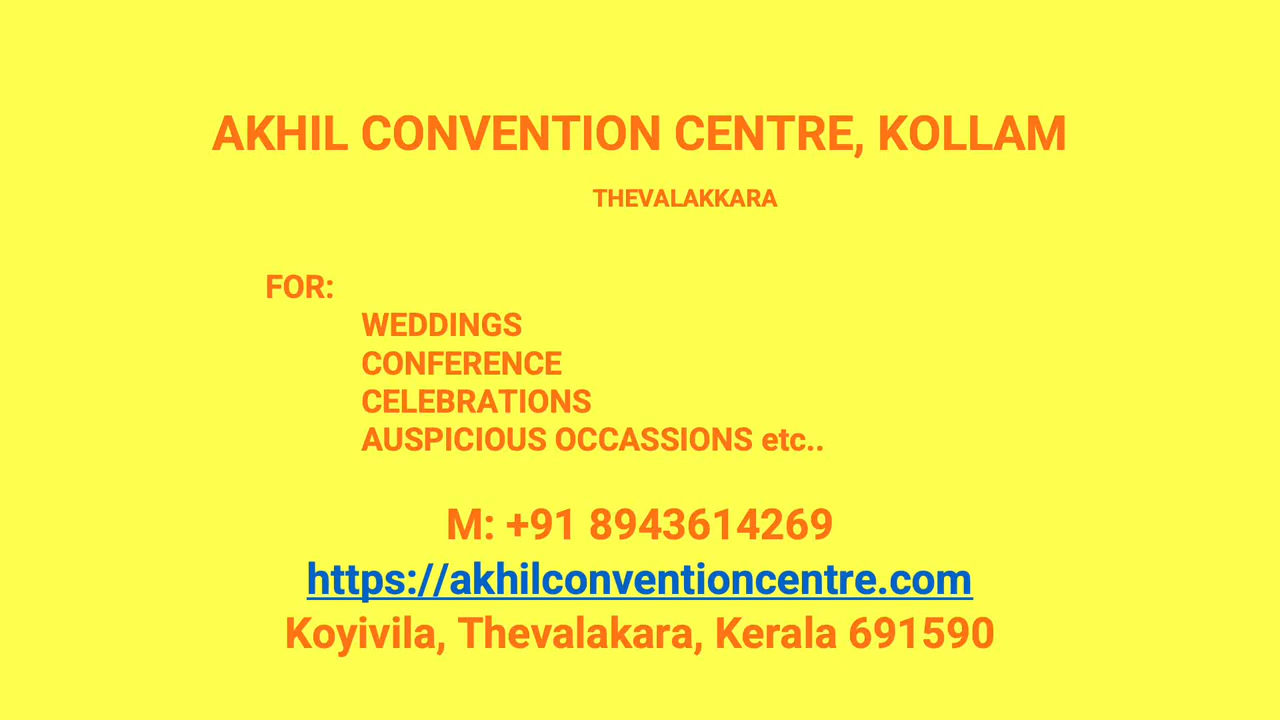 AKHIL CONVENTION CENTRE, KOLLAM
THEVALAKKARA
FOR:
WEDDINGS
CONFERENCE
CELEBRATIONS
AUSPICIOUS OCCASSIONS etc..
M: +91 8943614269
https://akhilconventioncentre.com
Koyivila, Thevalakara, Kerala 691590